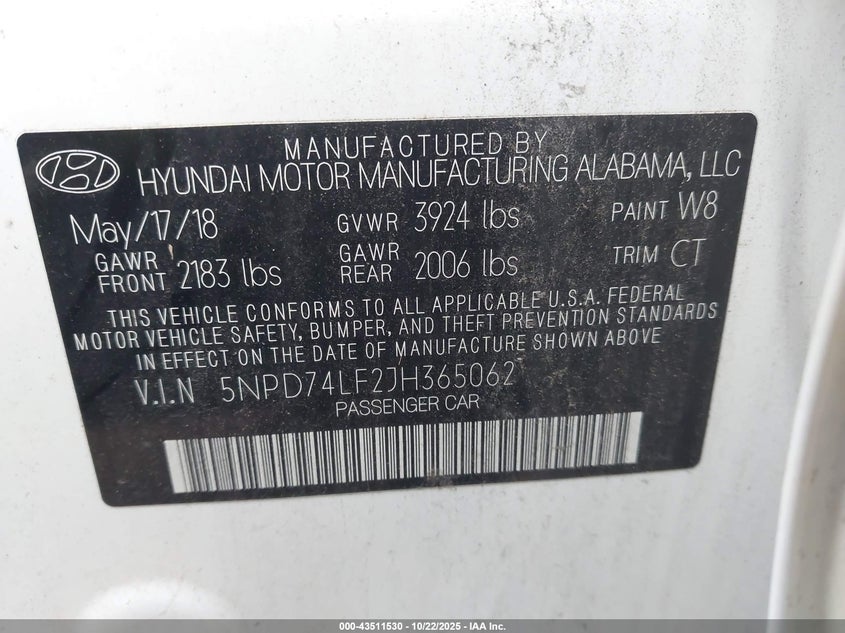 MANUFACTURED BY
HYUNDAI MOTOR MANUFACTURING ALABAMA, LLC
May/17/18 GVWR 3924 lbs PAINT W8
GAWR FRONT 2183 lbs GAWR REAR 2006 lbs TRIM CT
THIS VEHICLE CONFORMS TO ALL APPLICABLE U.S.A. FEDERAL
MOTOR VEHICLE SAFETY, BUMPER, AND THEFT PREVENTION STANDARDS
IN EFFECT ON THE DATE OF MANUFACTURE SHOWN ABOVE
V.I.N 5NPD74LF2JH365062
PASSENGER CAR
000-43511530 - 10/22/2025 - IAA Inc.